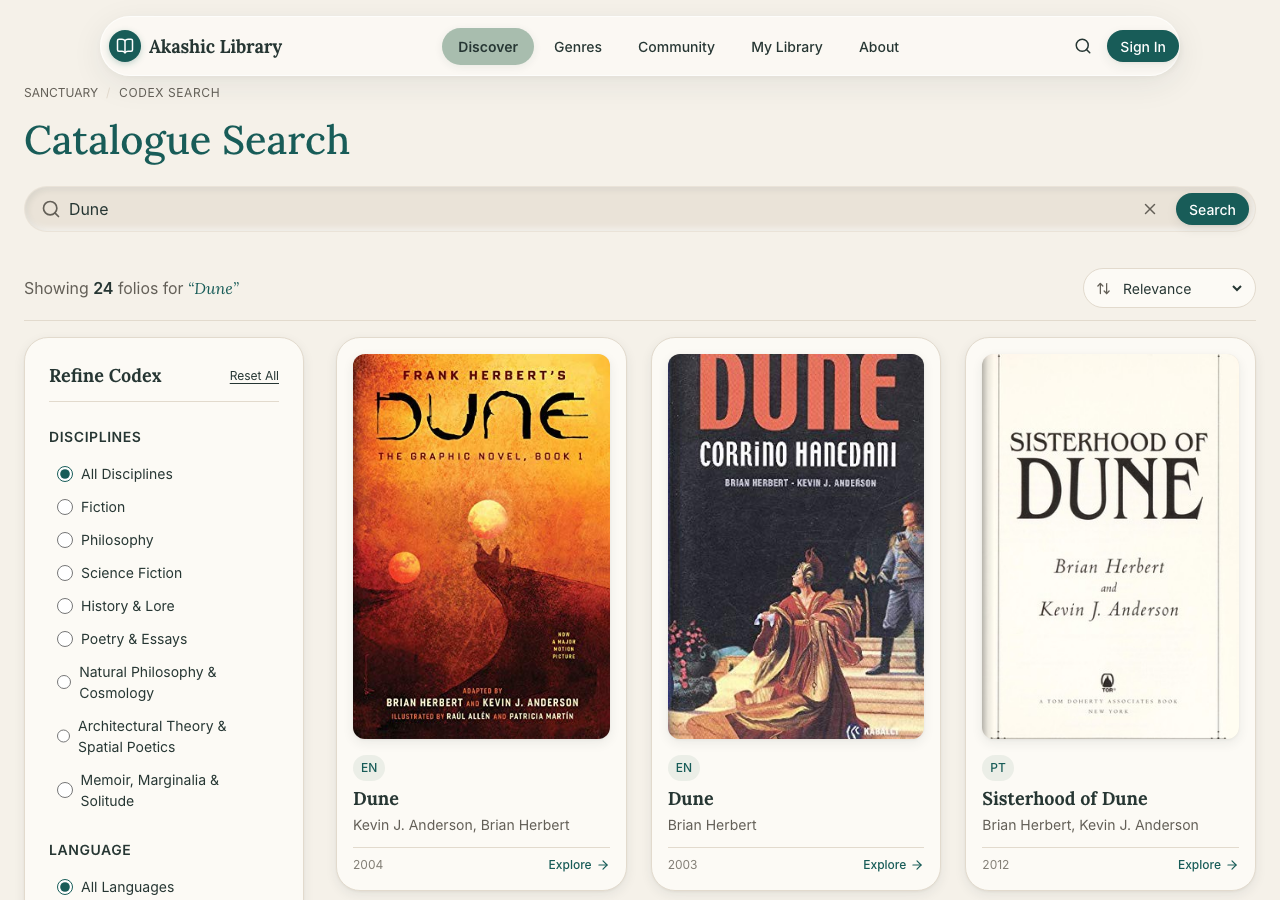 Akashic Library
Discover
Genres
Community
My Library
About
Sign In
SANCTUARY / CODEX SEARCH
Catalogue Search
Dune
Search
Showing 24 folios for “Dune”
Relevance
Refine Codex
Reset All
DISCIPLINES
All Disciplines
Fiction
Philosophy
Science Fiction
History & Lore
Poetry & Essays
Natural Philosophy &
Cosmology
Architectural Theory &
Spatial Poetics
Memoir, Marginalia &
Solitude
LANGUAGE
All Languages
FRANK HERBERT'S
DUNE
THE GRAPHIC NOVEL, BOOK 1
NOW
A MAJOR
MOTION
PICTURE
ADAPTED BY
BRIAN HERBERT AND KEVIN J. ANDERSON
ILLUSTRATED BY RAÚL ALLÉN AND PATRICIA MARTÍN
EN
Dune
Kevin J. Anderson, Brian Herbert
2004
Explore
DUNE
CORRiNO HANEDANI
BRIAN HERBERT - KEVIN J. ANDERSON
KABALCI
EN
Dune
Brian Herbert
2003
Explore
SISTERHOOD OF
DUNE
Brian Herbert
and
Kevin J. Anderson
TOR
A TOM DOHERTY ASSOCIATES BOOK
NEW YORK
PT
Sisterhood of Dune
Brian Herbert, Kevin J. Anderson
2012
Explore